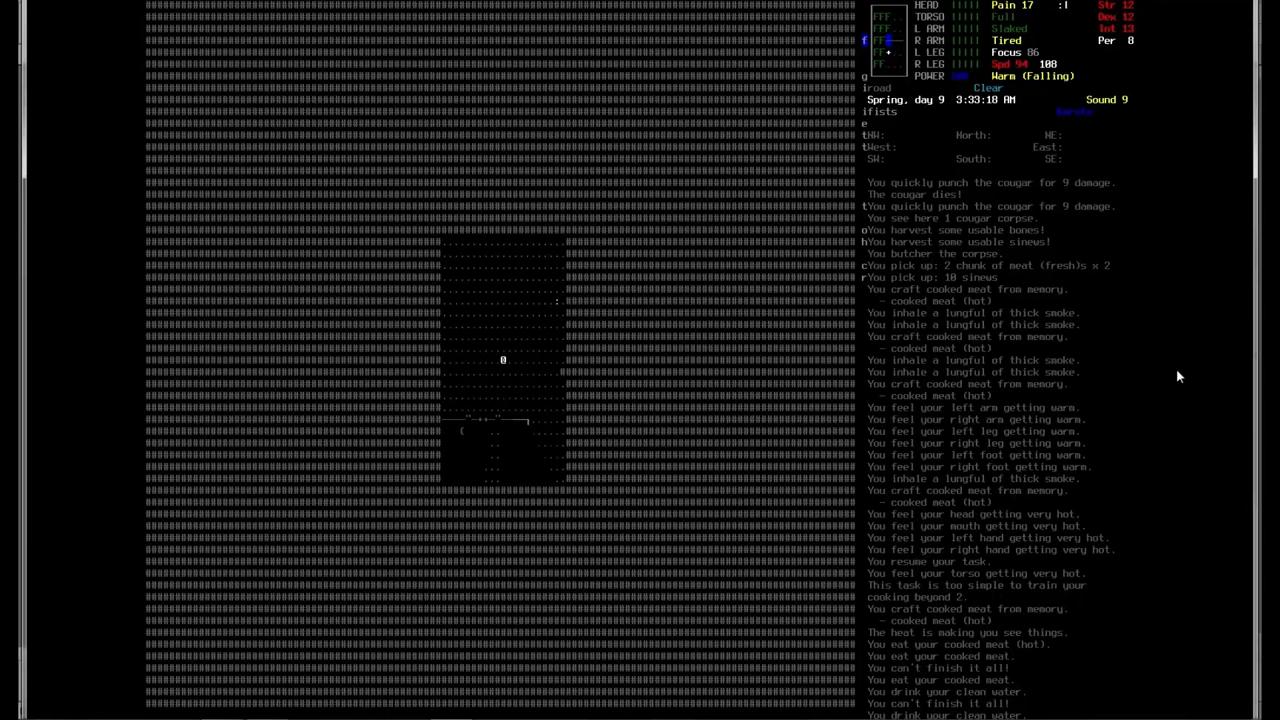 HEAD ||||| Pain 17 :| Str 12
FFF.. TORSO ||||| Full Dex 12
FFF.. L ARM ||||| Slaked Int 13
f FF R ARM ||||| Tired Per 8
FF + L LEG ||||| Focus 86
FF... R LEG ||||| Spd 94 108
g POWER Warm (Falling)
iroad Clear
Spring, day 9 3:33:18 AM Sound 9
ifists
e
tNW: North: NE:
tWest: East:
SW: South: SE:
You quickly punch the cougar for 9 damage.
The cougar dies!
tYou quickly punch the cougar for 9 damage.
You see here 1 cougar corpse.
oYou harvest some usable bones!
hYou harvest some usable sinews!
You butcher the corpse.
cYou pick up: 2 chunk of meat (fresh)s x 2
rYou pick up: 10 sinews
You craft cooked meat from memory.
- cooked meat (hot)
You inhale a lungful of thick smoke.
You inhale a lungful of thick smoke.
You craft cooked meat from memory.
- cooked meat (hot)
You inhale a lungful of thick smoke.
You inhale a lungful of thick smoke.
You craft cooked meat from memory.
- cooked meat (hot)
You feel your left arm getting warm.
You feel your right arm getting warm.
You feel your left leg getting warm.
You feel your right leg getting warm.
You feel your left foot getting warm.
You feel your right foot getting warm.
You inhale a lungful of thick smoke.
You craft cooked meat from memory.
- cooked meat (hot)
You feel your head getting very hot.
You feel your mouth getting very hot.
You feel your left hand getting very hot.
You feel your right hand getting very hot.
You resume your task.
You feel your torso getting very hot.
This task is too simple to train your
cooking beyond 2.
You craft cooked meat from memory.
- cooked meat (hot)
The heat is making you see things.
You eat your cooked meat (hot).
You eat your cooked meat.
You can't finish it all!
You eat your cooked meat.
You drink your clean water.
You can't finish it all!
You drink your clean water.